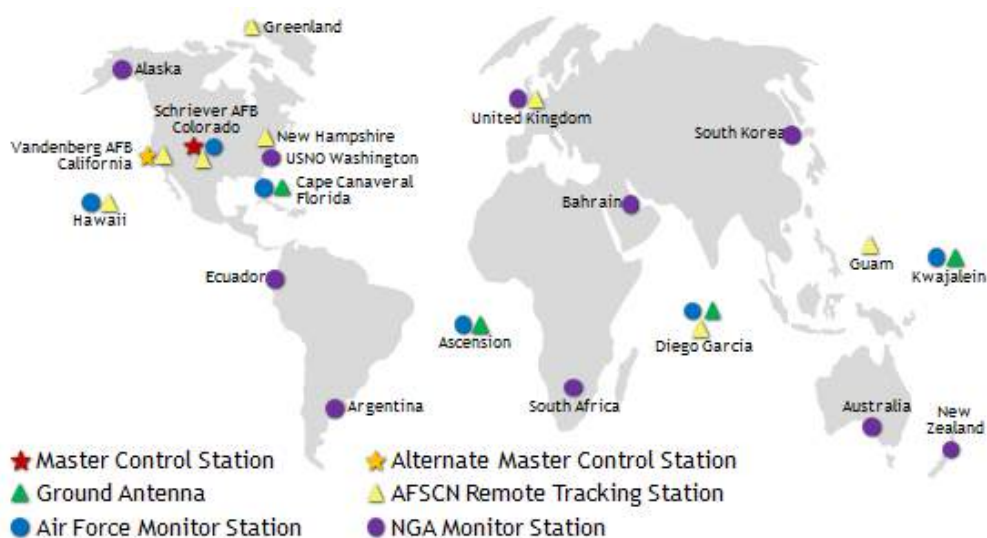 Greenland
Alaska
Schriever AFB
Colorado
New Hampshire
Vandenberg AFB
California
USNO Washington
Cape Canaveral
Florida
Hawaii
United Kingdom
South Korea
Bahrain
Guam
Kwajalein
Ecuador
Ascension
Diego Garcia
Argentina
South Africa
Australia
New
Zealand
Master Control Station
Alternate Master Control Station
Ground Antenna
AFSCN Remote Tracking Station
Air Force Monitor Station
NGA Monitor Station